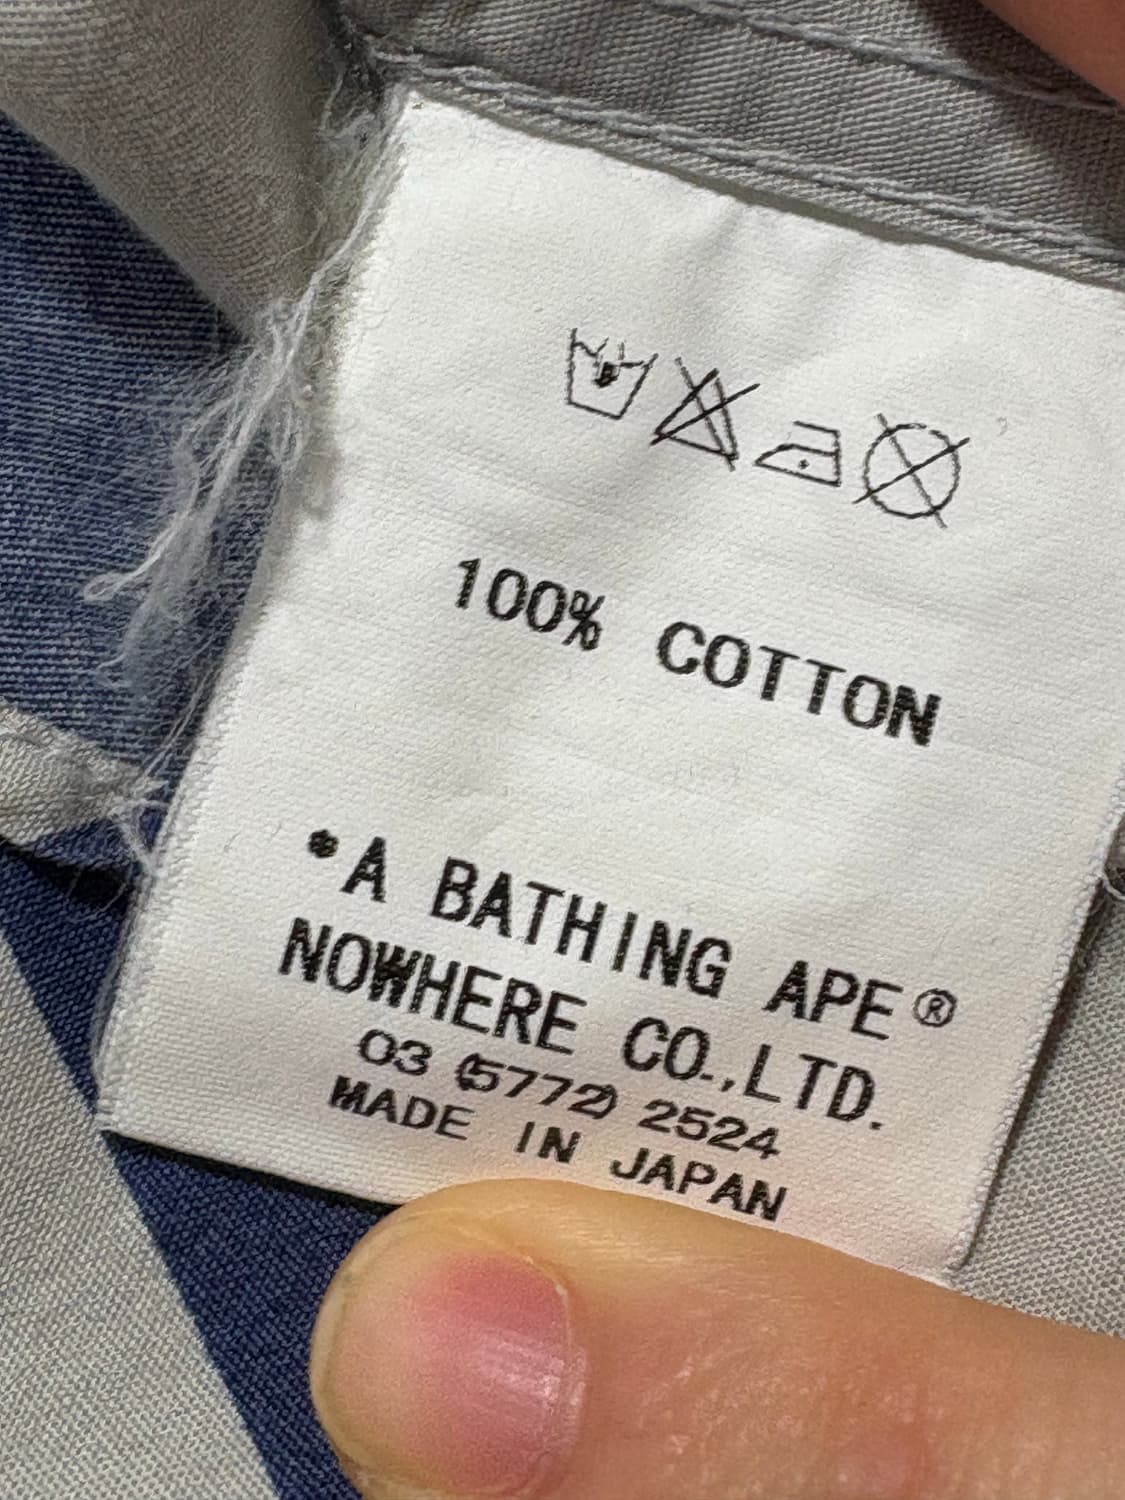 100% COTTON
*A BATHING APE®
NOWHERE CO.,LTD.
03 (5772) 2524
MADE IN JAPAN